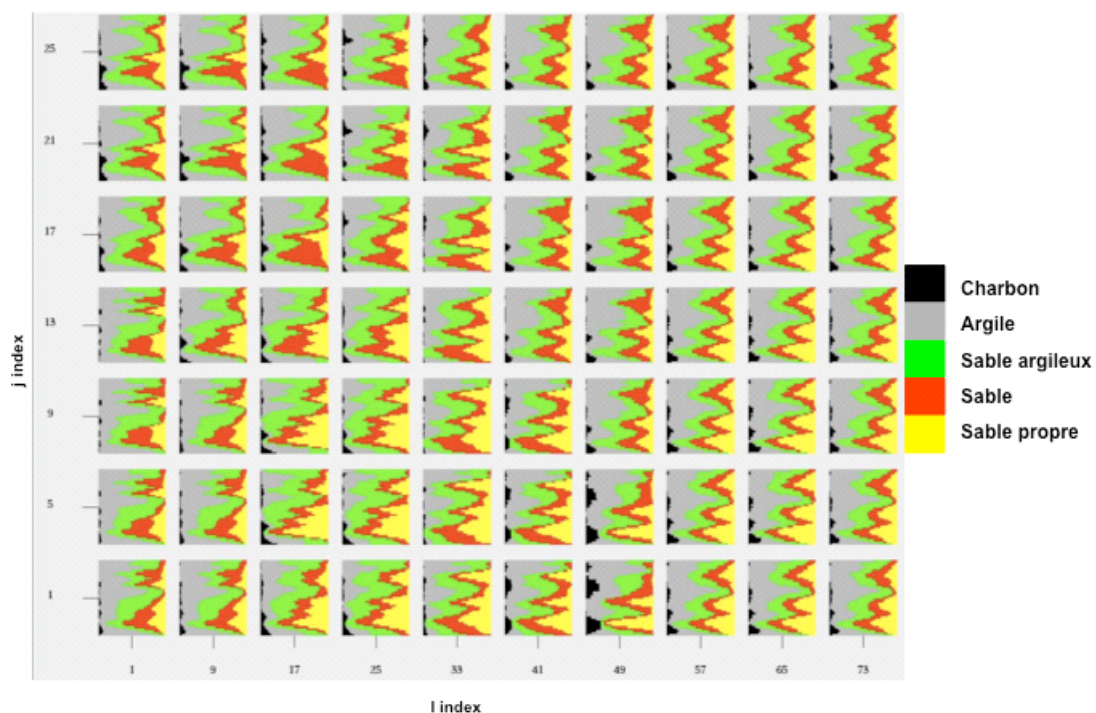 25
21
17
13
9
5
1
j index
1 9 17 25 33 41 49 57 65 73
I index
Charbon
Argile
Sable argileux
Sable
Sable propre